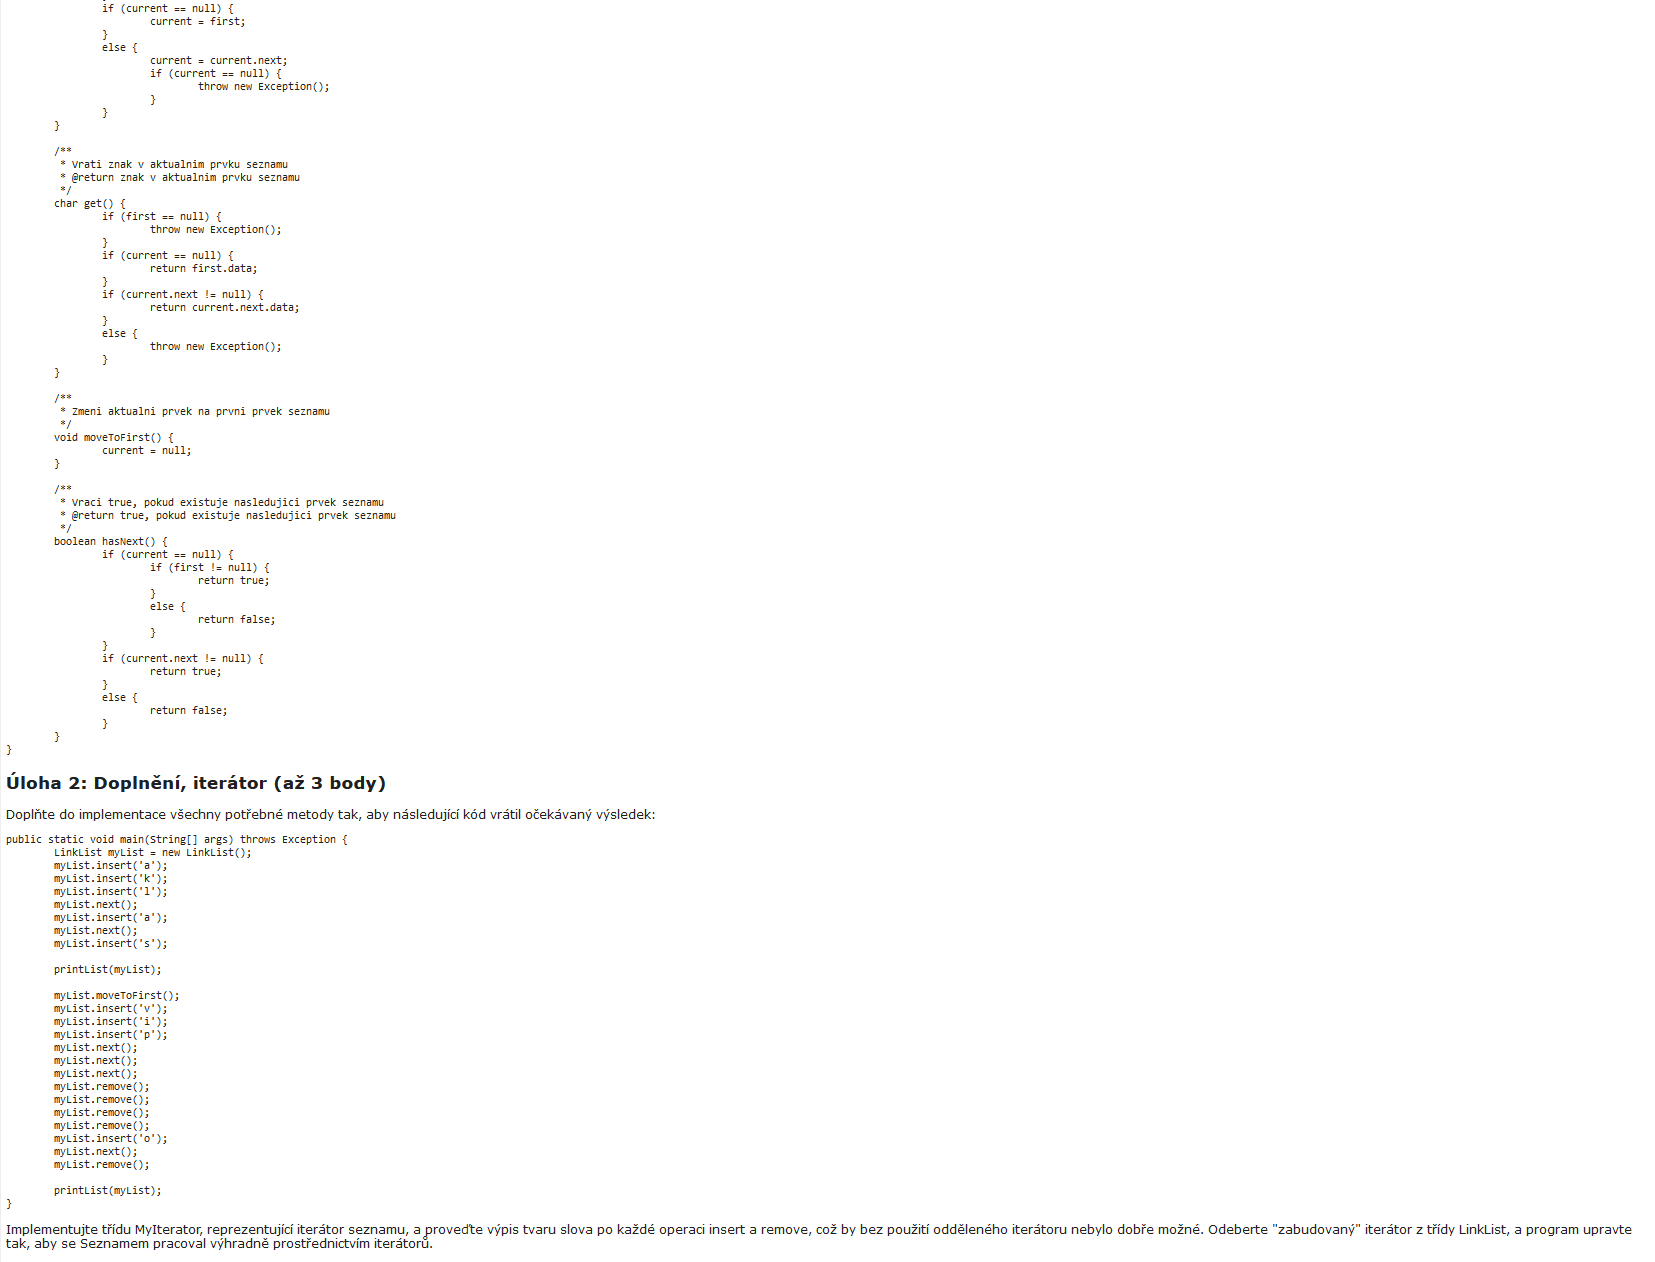 if (current == null) {
current = first;
}
else {
current = current.next;
if (current == null) {
throw new Exception();
}
}
}
/**
* Vrati znak v aktualnim prvku seznamu
* @return znak v aktualnim prvku seznamu
*/
char get() {
if (first == null) {
throw new Exception();
}
if (current == null) {
return first.data;
}
if (current.next != null) {
return current.next.data;
}
else {
throw new Exception();
}
}
/**
* Zmeni aktualni prvek na prvni prvek seznamu
*/
void moveToFirst() {
current = null;
}
/**
* Vraci true, pokud existuje nasledujici prvek seznamu
* @return true, pokud existuje nasledujici prvek seznamu
*/
boolean hasNext() {
if (current == null) {
if (first != null) {
return true;
}
else {
return false;
}
}
if (current.next != null) {
return true;
}
else {
return false;
}
}
}
Úloha 2: Doplnění, iterátor (až 3 body)
Doplňte do implementace všechny potřebné metody tak, aby následující kód vrátil očekávaný výsledek:
public static void main(String[] args) throws Exception {
LinkList myList = new LinkList();
myList.insert('a');
myList.insert('k');
myList.insert('l');
myList.next();
myList.insert('a');
myList.next();
myList.insert('s');
printList(myList);
myList.moveToFirst();
myList.insert('v');
myList.insert('i');
myList.insert('p');
myList.next();
myList.next();
myList.next();
myList.remove();
myList.remove();
myList.remove();
myList.remove();
myList.insert('o');
myList.next();
myList.remove();
printList(myList);
}
Implementujte třídu MyIterator, reprezentující iterátor seznamu, a proveďte výpis tvaru slova po každé operaci insert a remove, což by bez použití odděleného iterátoru nebylo dobře možné. Odeberte "zabudovaný" iterátor z třídy LinkList, a program upravte
tak, aby se Seznamem pracoval výhradně prostřednictvím iterátorů.